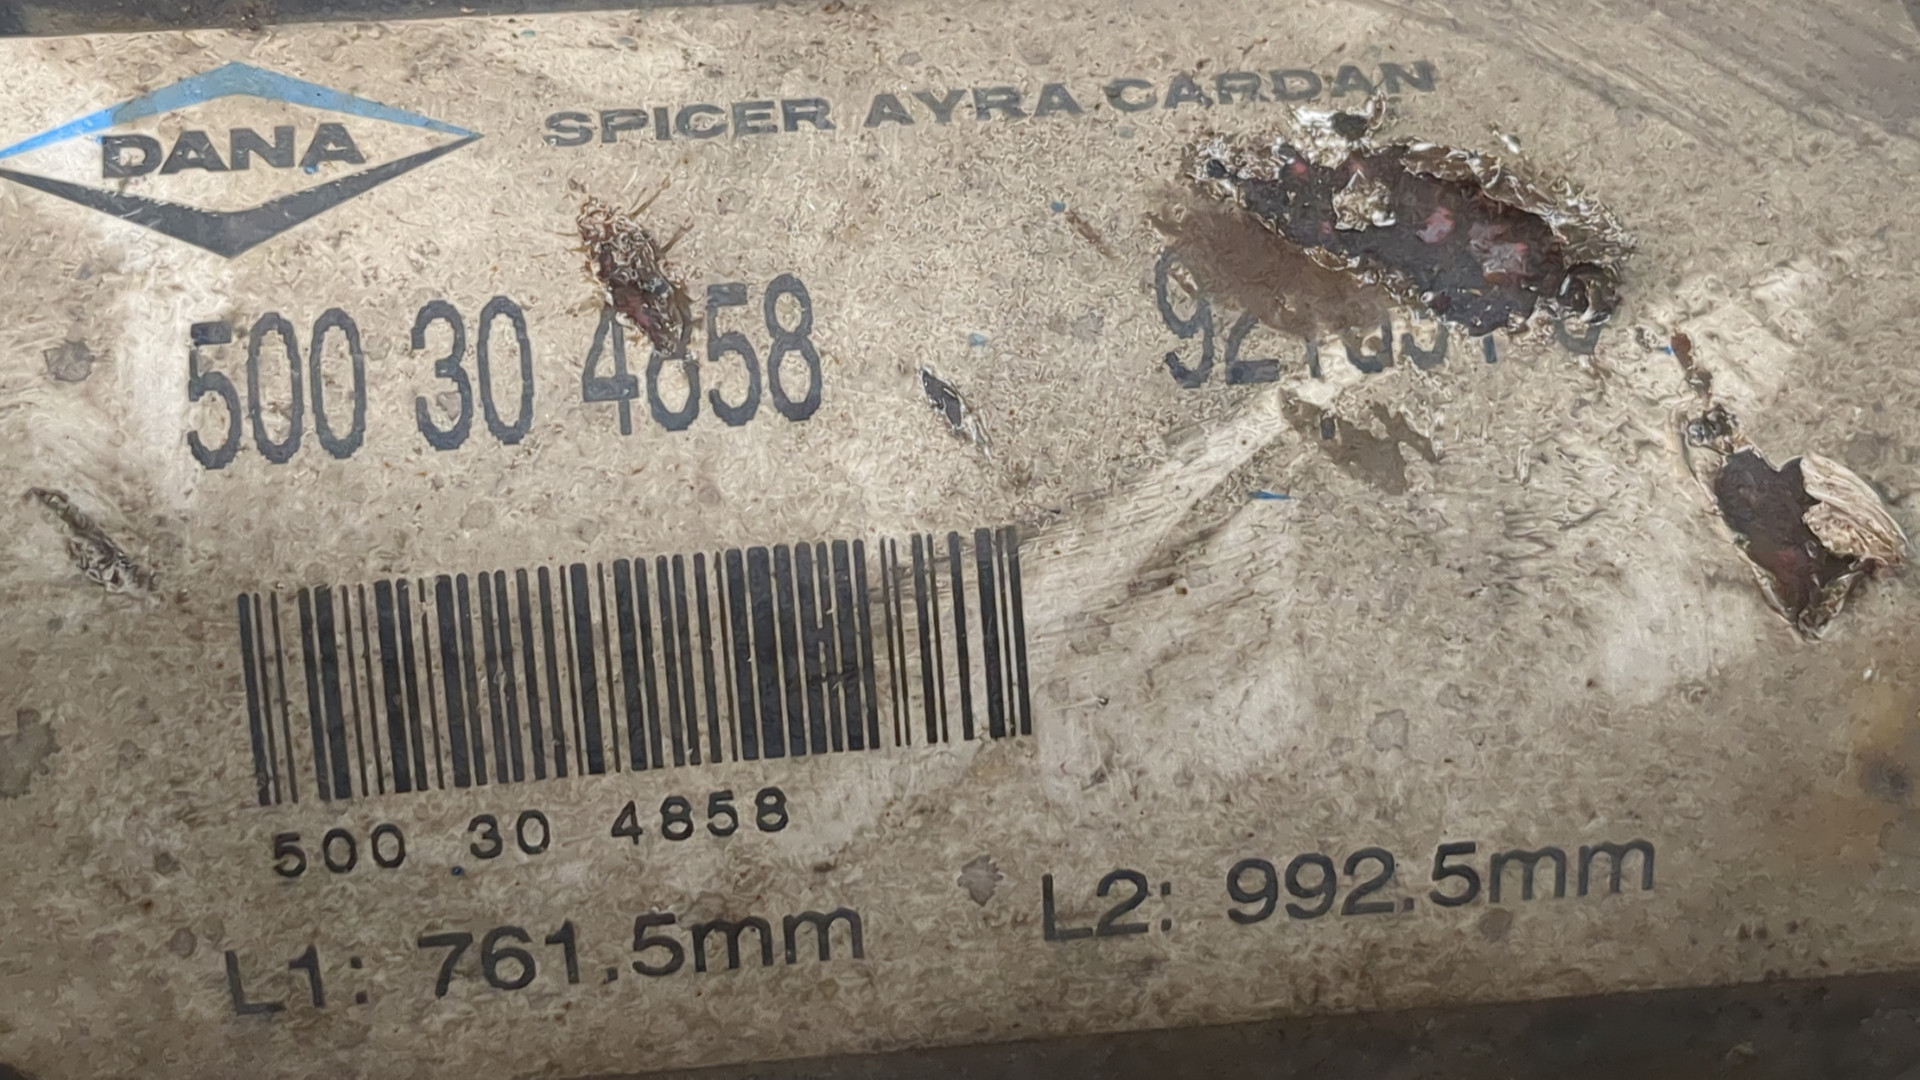 DANA
SPICER AYRA CARDAN
500 30 4858
500 30 4858
L1: 761.5mm L2: 992.5mm